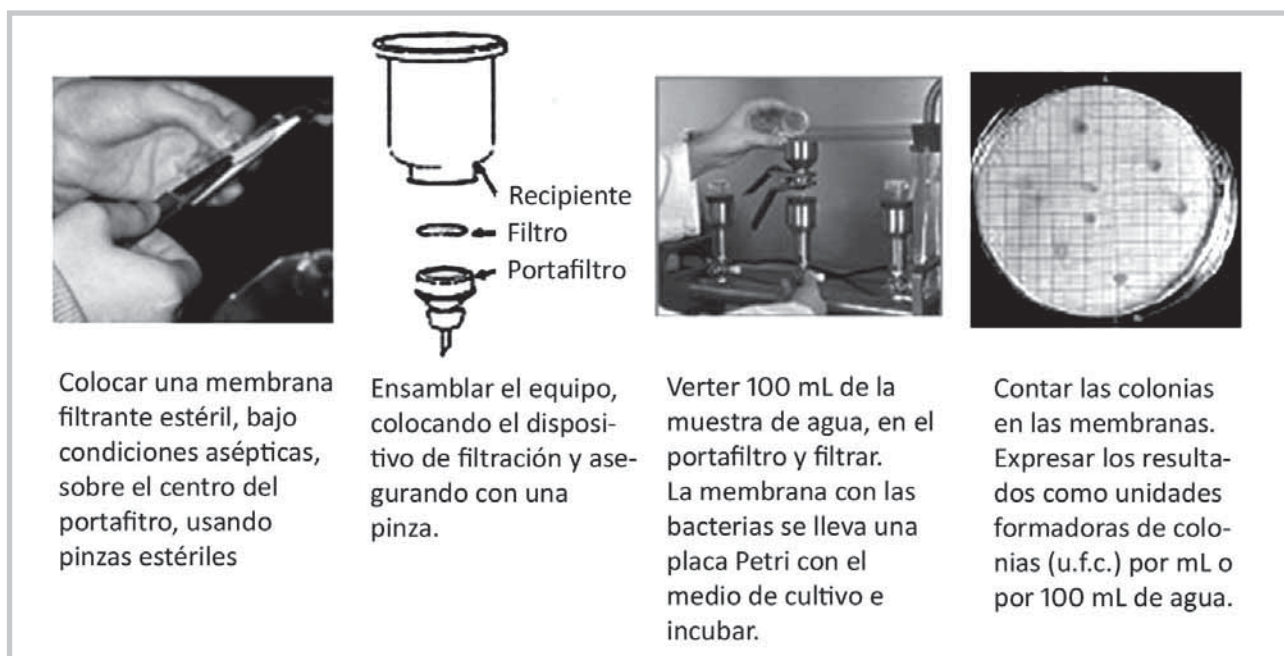 Recipiente
Filtro
Portafiltro
Colocar una membrana
filtrante estéril, bajo
condiciones asépticas,
sobre el centro del
portafitro, usando
pinzas estériles
Ensamblar el equipo,
colocando el disposi-
tivo de filtración y ase-
gurando con una
pinza.
Verter 100 mL de la
muestra de agua, en el
portafiltro y filtrar.
La membrana con las
bacterias se lleva una
placa Petri con el
medio de cultivo e
incubar.
Contar las colonias
en las membranas.
Expresar los resulta-
dos como unidades
formadoras de colo-
nias (u.f.c.) por mL o
por 100 mL de agua.